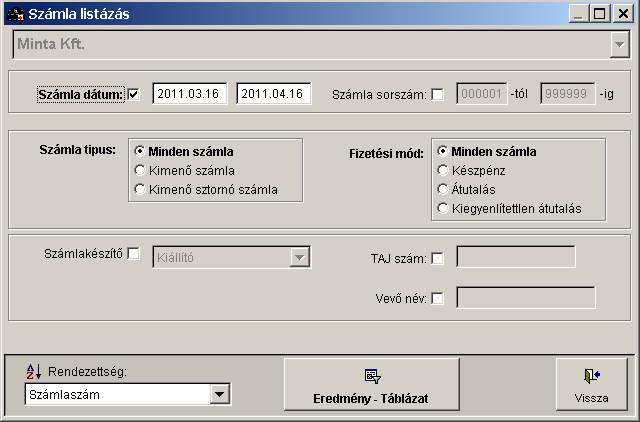 Számla listázás
Minta Kft.
Számla dátum: 2011.03.16 2011.04.16 Számla sorszám: 000001 -tól 999999 -ig
Számla tipus:
Minden számla
Kimenő számla
Kimenő sztornó számla
Fizetési mód:
Minden számla
Készpénz
Átutalás
Kiegyenlítettlen átutalás
Számlakészítő Kiállító
TAJ szám:
Vevő név:
Rendezettség:
Számlaszám
Eredmény - Táblázat
Vissza